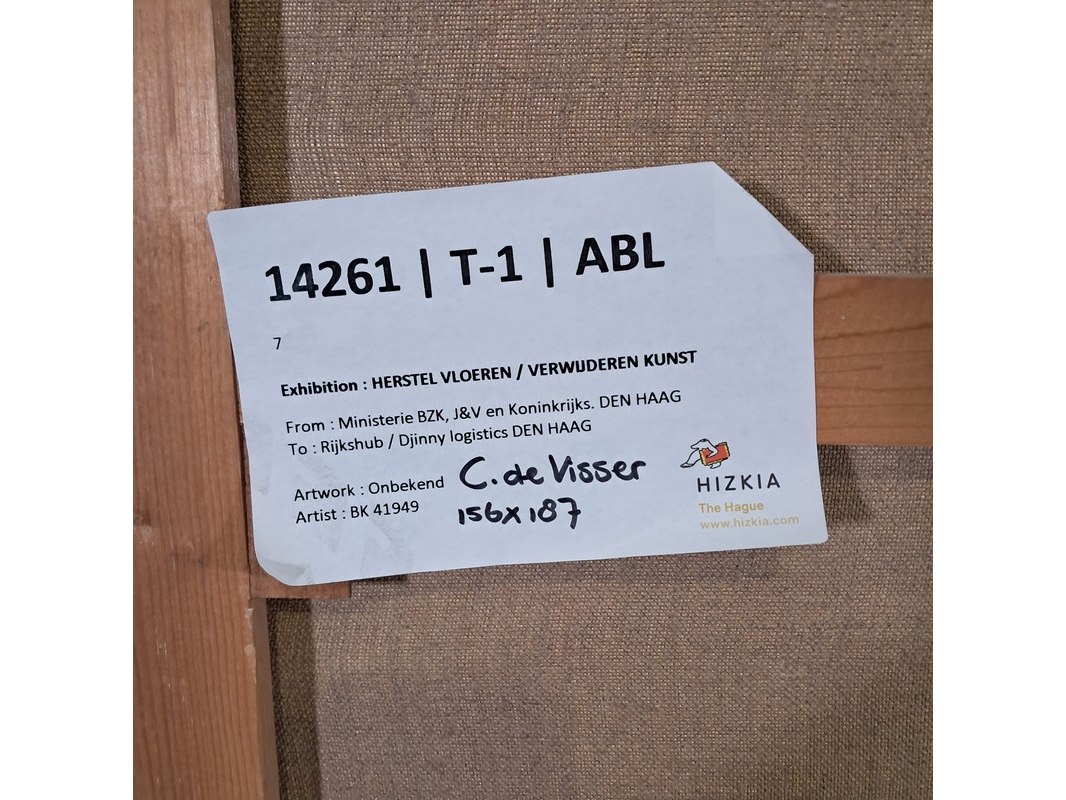 14261 | T-1 | ABL
7
Exhibition : HERSTEL VLOEREN / VERWIJDEREN KUNST
From : Ministerie BZK, J&V en Koninkrijks. DEN HAAG
To : Rijkshub / Djinny logistics DEN HAAG
Artwork : Onbekend C. de Visser
Artist : BK 41949 156x187
HIZKIA
The Hague
www.hizkia.com